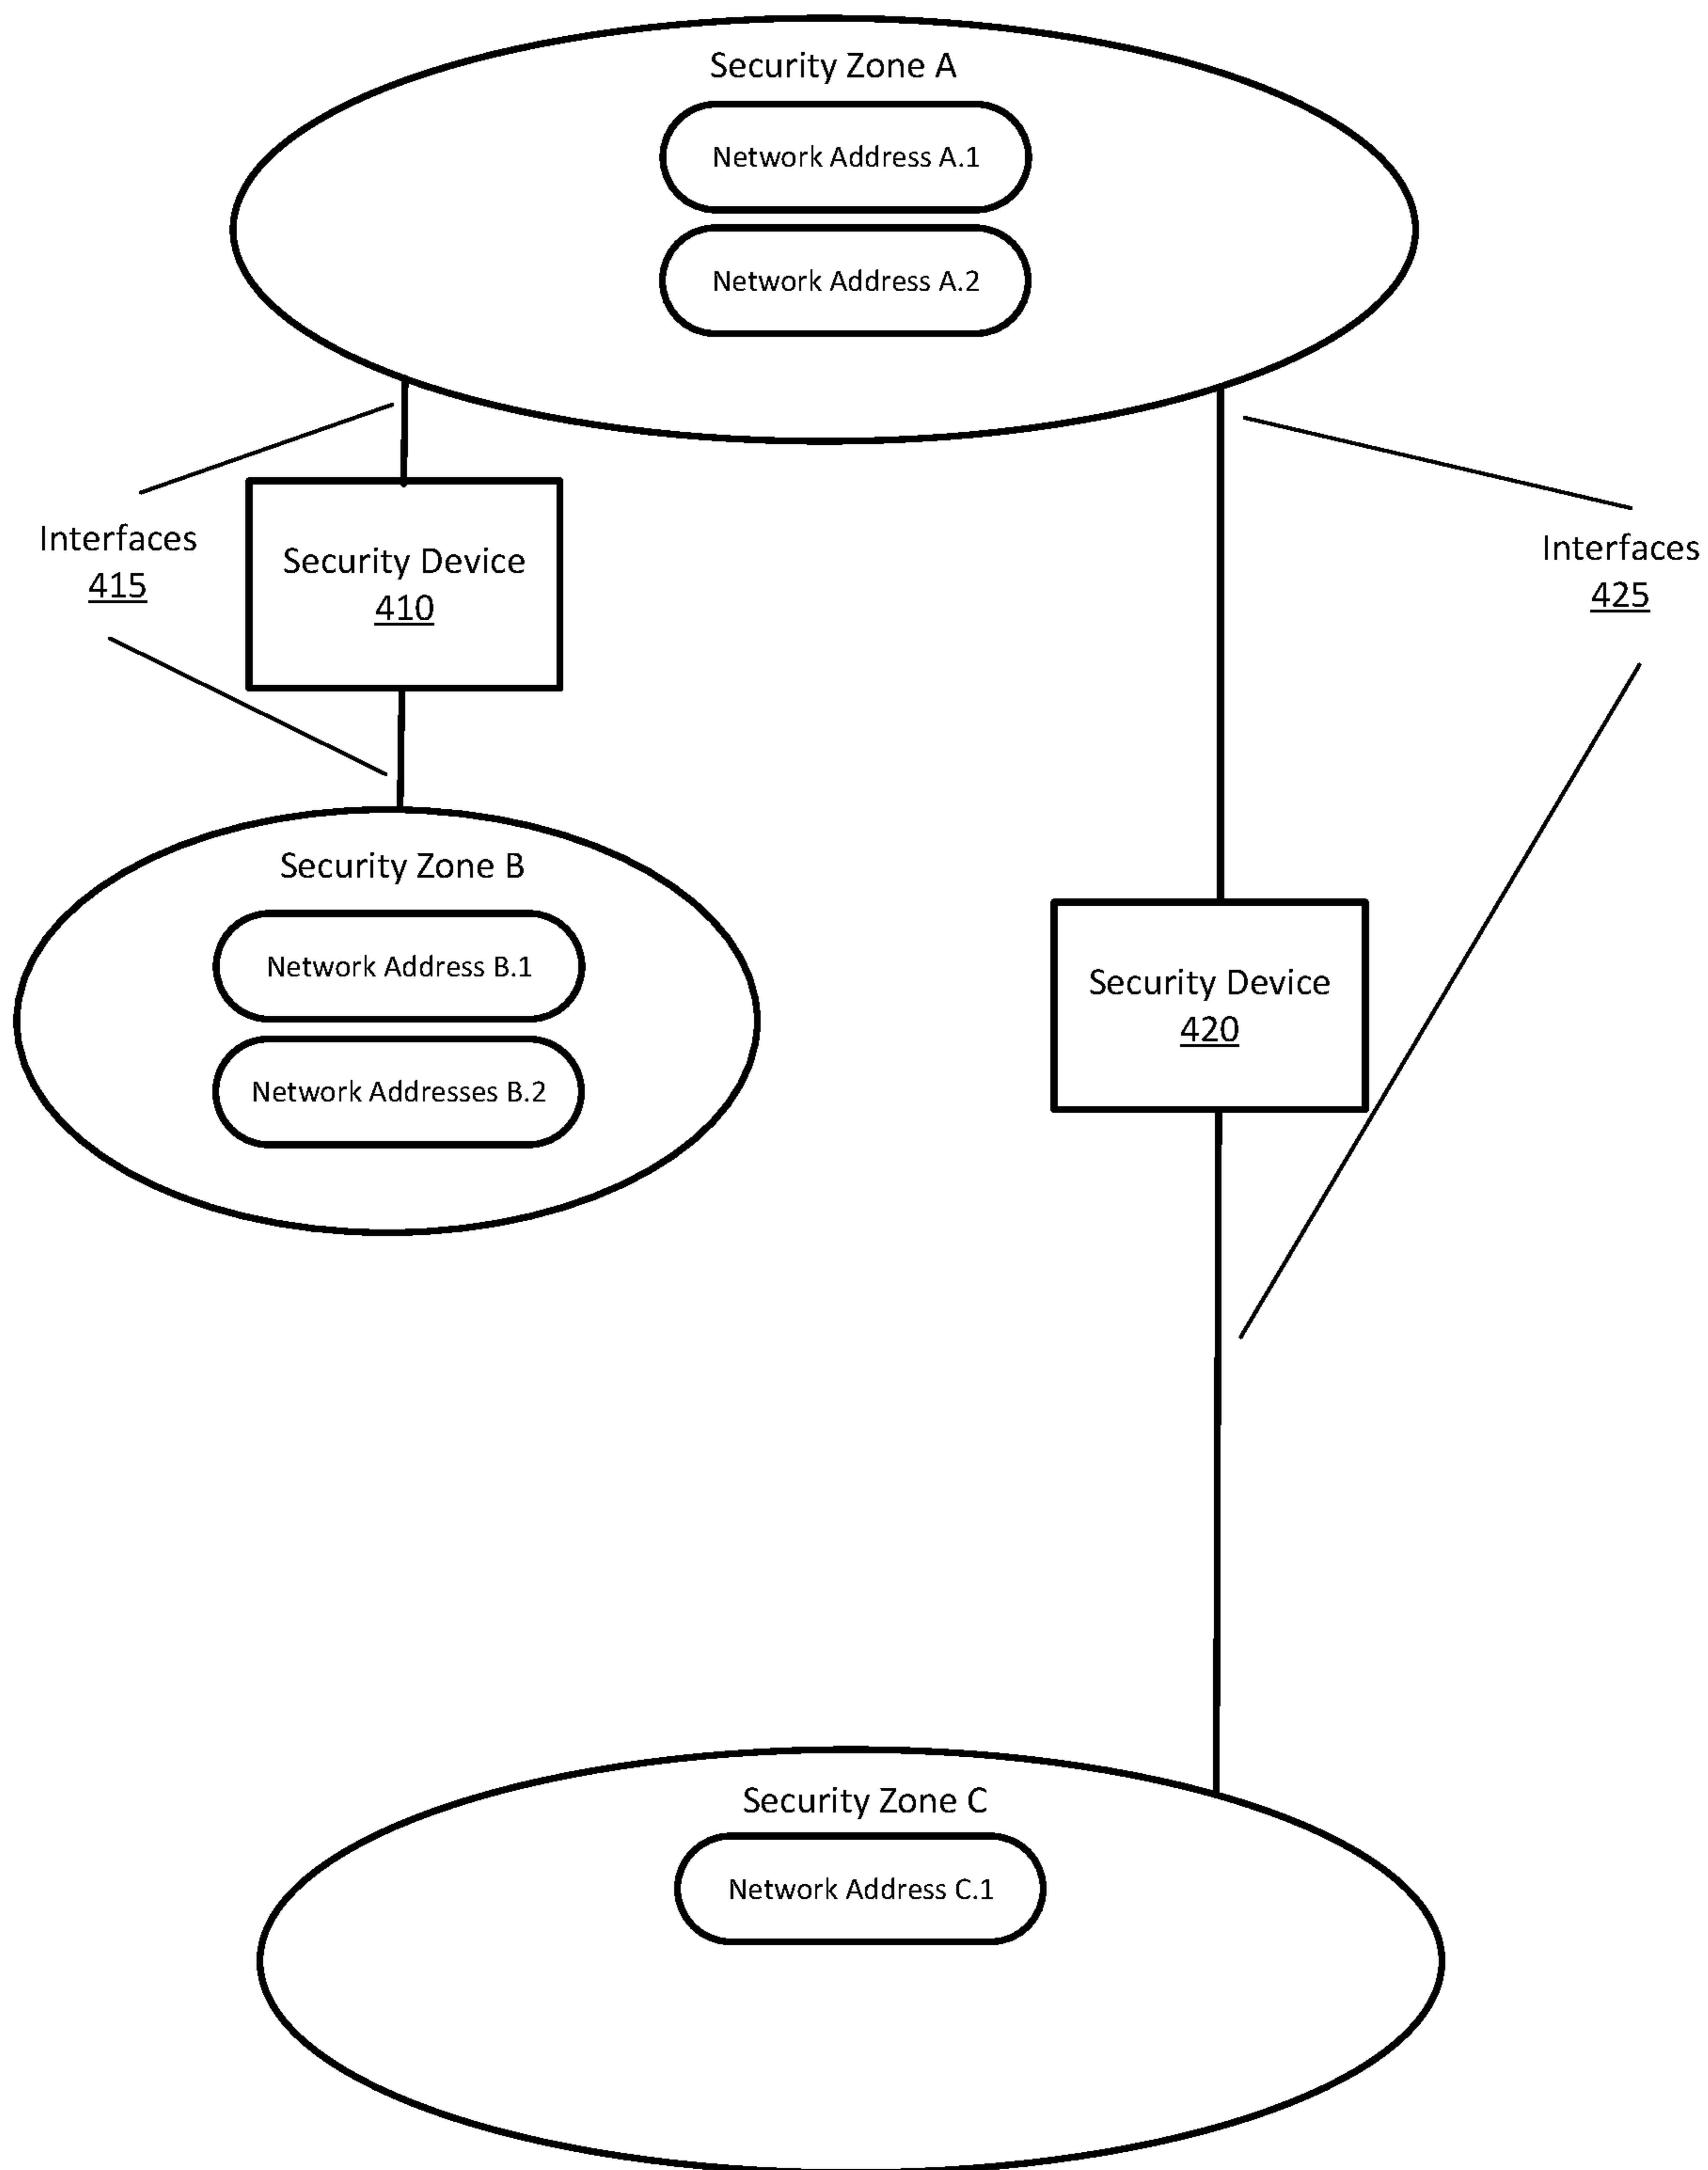 Security Zone A
Network Address A.1
Network Address A.2
Interfaces
415
Security Device
410
Interfaces
425
Security Zone B
Network Address B.1
Network Addresses B.2
Security Device
420
Security Zone C
Network Address C.1